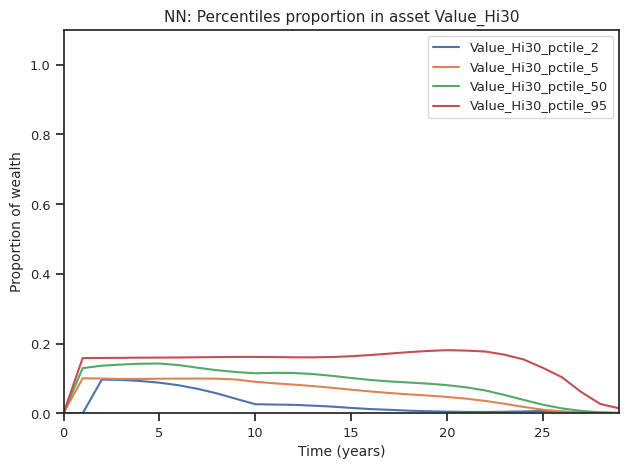 NN: Percentiles proportion in asset Value_Hi30
Value_Hi30_pctile_2
Value_Hi30_pctile_5
Value_Hi30_pctile_50
Value_Hi30_pctile_95
Proportion of wealth
1.0
0.8
0.6
0.4
0.2
0.0
0
5
10
15
20
25
Time (years)